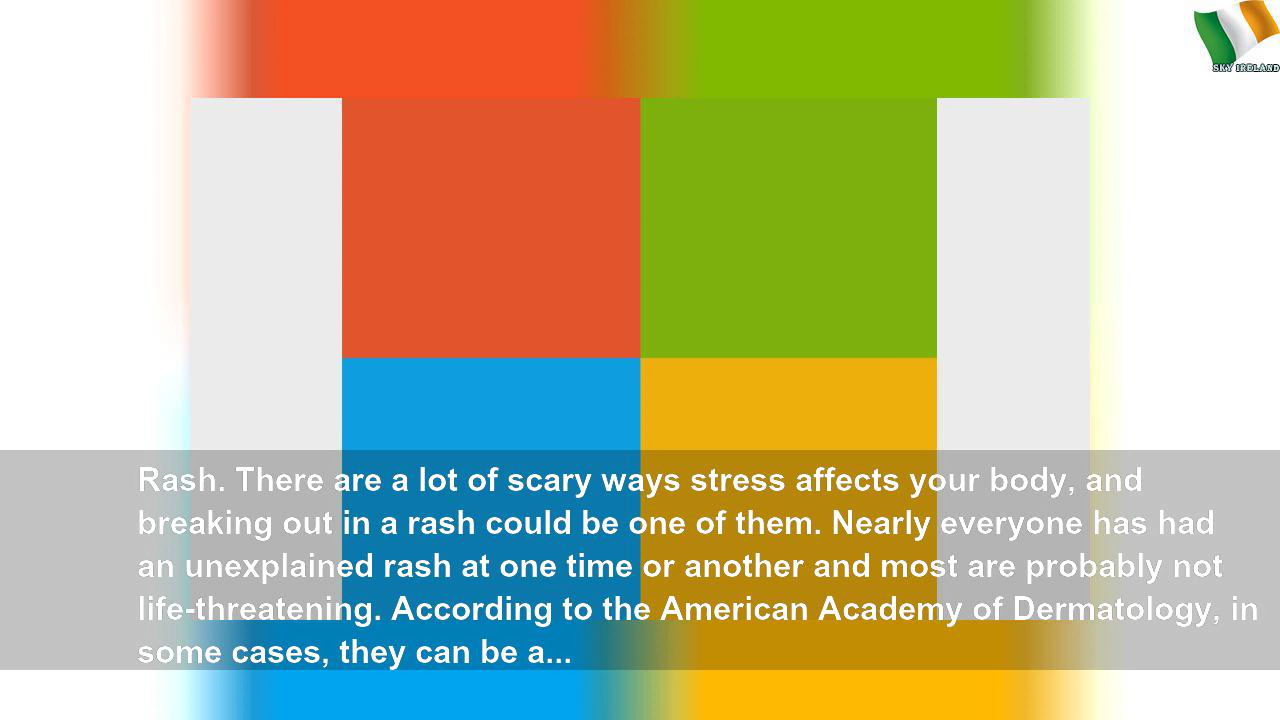 SKY IRELAND
Rash. There are a lot of scary ways stress affects your body, and
breaking out in a rash could be one of them. Nearly everyone has had
an unexplained rash at one time or another and most are probably not
life-threatening. According to the American Academy of Dermatology, in
some cases, they can be a...